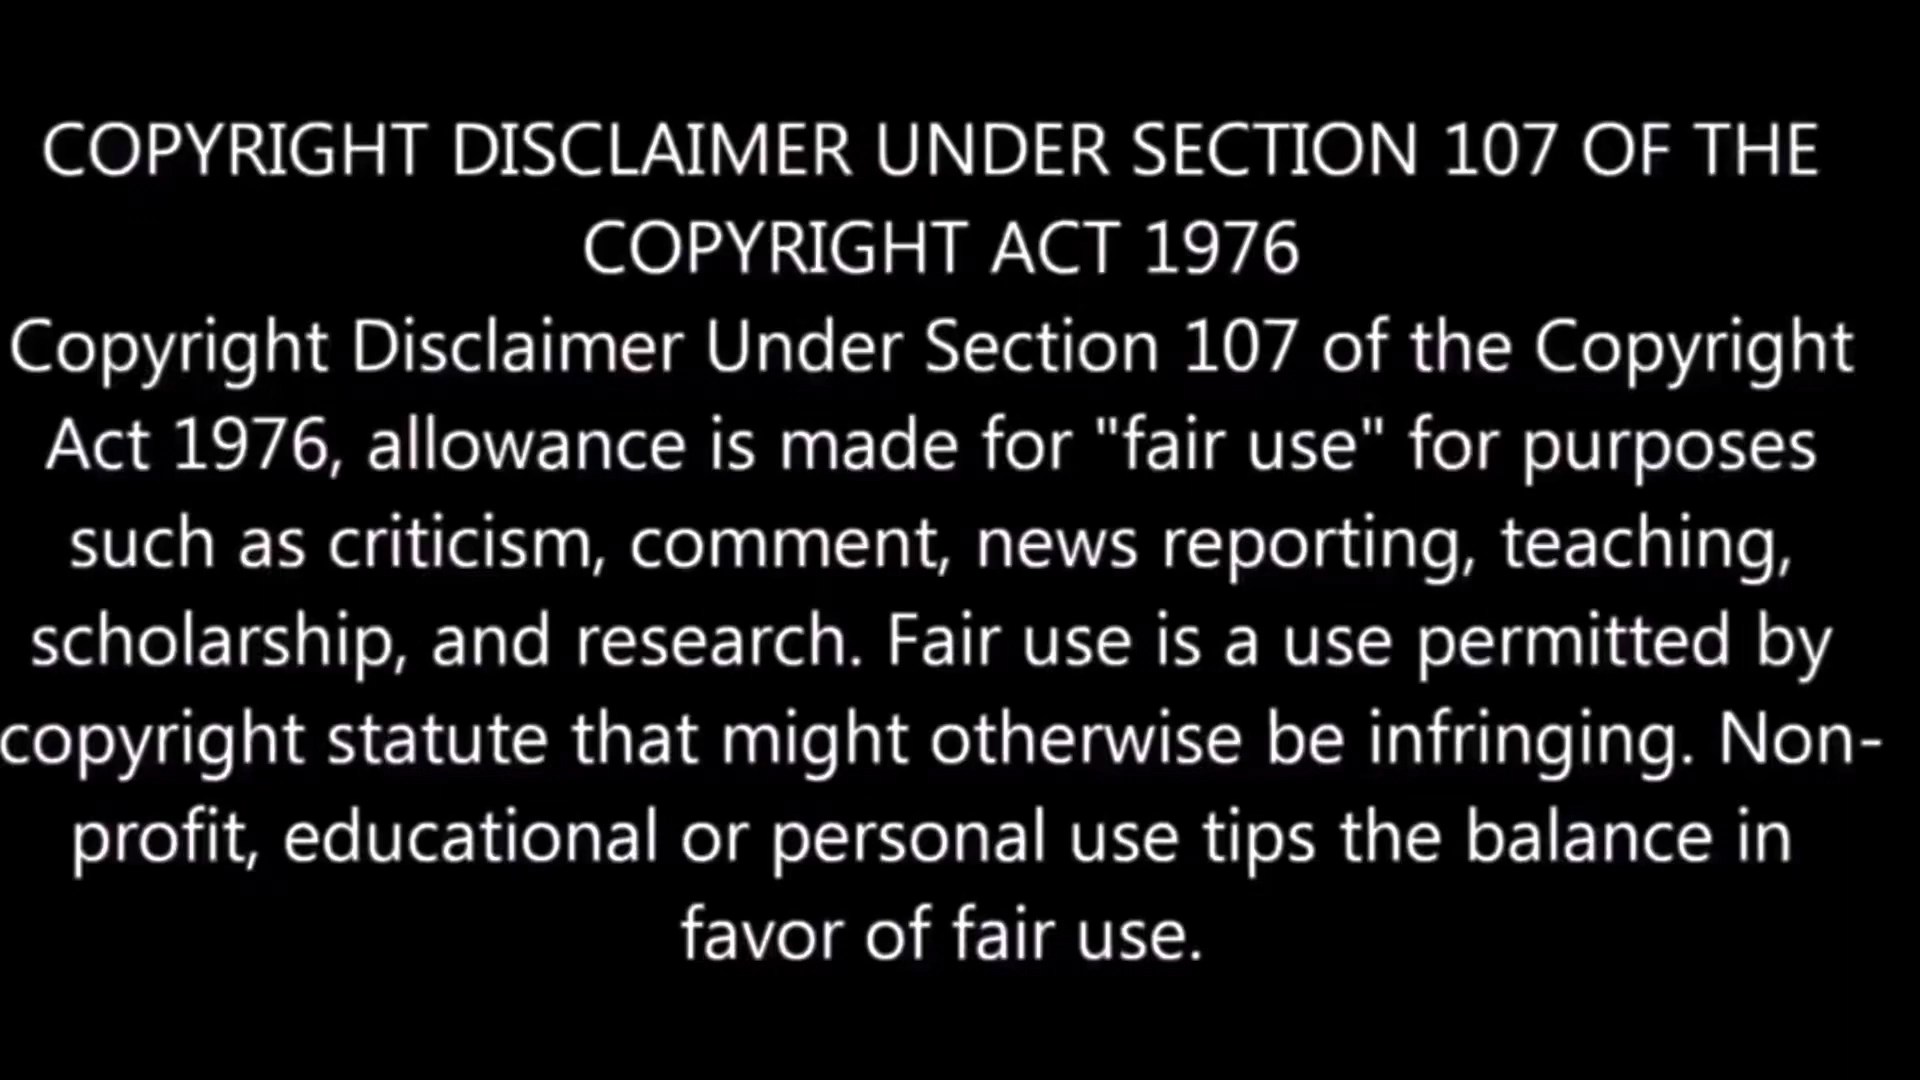 COPYRIGHT DISCLAIMER UNDER SECTION 107 OF THE
COPYRIGHT ACT 1976
Copyright Disclaimer Under Section 107 of the Copyright
Act 1976, allowance is made for "fair use" for purposes
such as criticism, comment, news reporting, teaching,
scholarship, and research. Fair use is a use permitted by
copyright statute that might otherwise be infringing. Non-
profit, educational or personal use tips the balance in
favor of fair use.